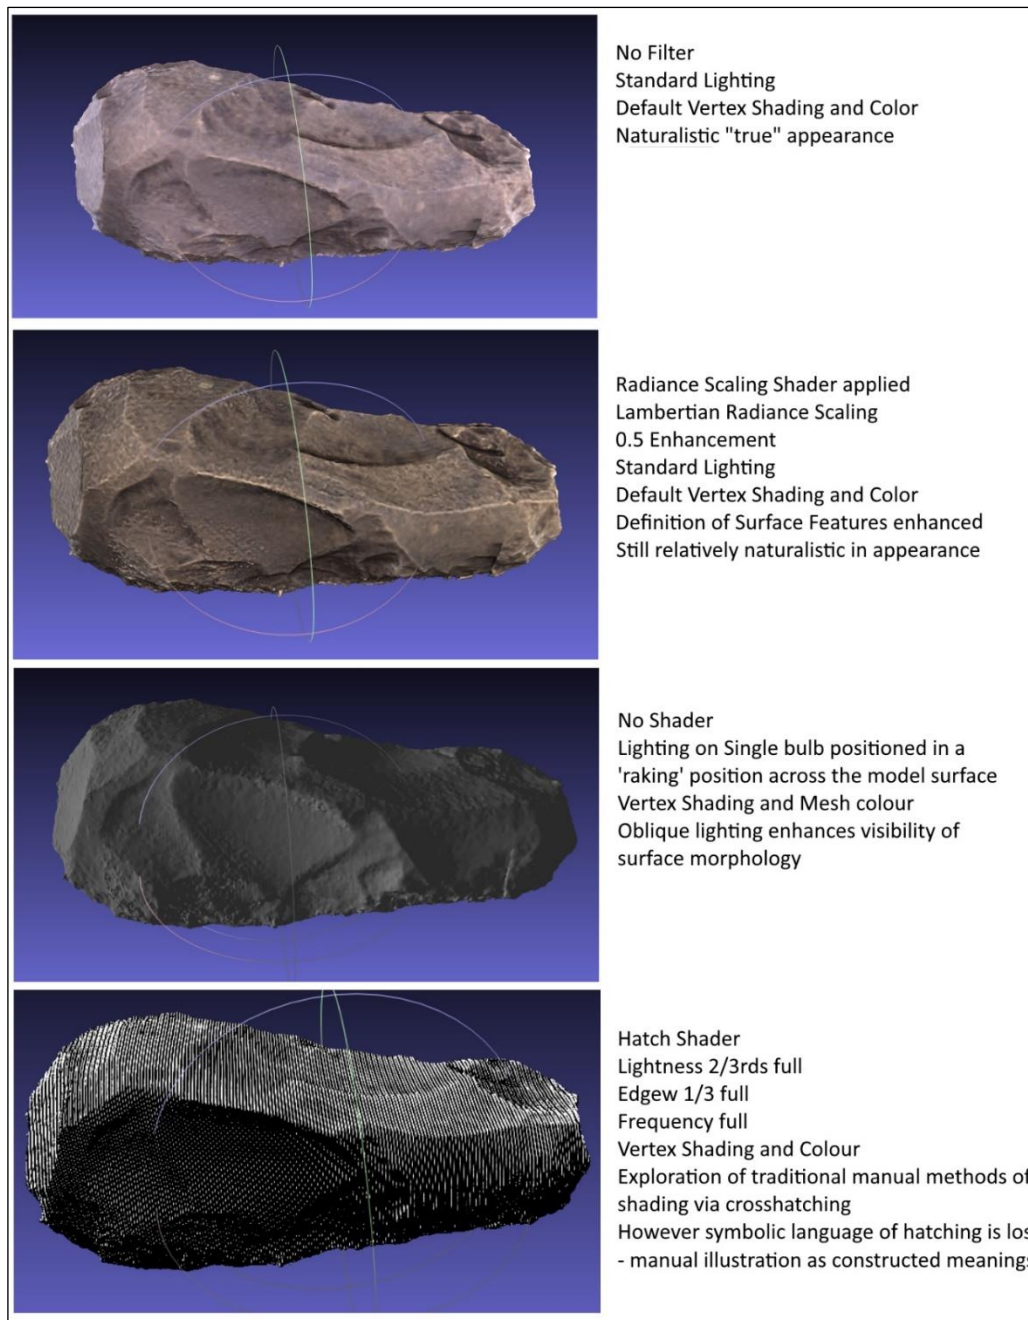 No Filter
Standard Lighting
Default Vertex Shading and Color
Naturalistic "true" appearance
Radiance Scaling Shader applied
Lambertian Radiance Scaling
0.5 Enhancement
Standard Lighting
Default Vertex Shading and Color
Definition of Surface Features enhanced
Still relatively naturalistic in appearance
No Shader
Lighting on Single bulb positioned in a
'raking' position across the model surface
Vertex Shading and Mesh colour
Oblique lighting enhances visibility of
surface morphology
Hatch Shader
Lightness 2/3rds full
Edgew 1/3 full
Frequency full
Vertex Shading and Colour
Exploration of traditional manual methods of
shading via crosshatching
However symbolic language of hatching is los
- manual illustration as constructed meanings